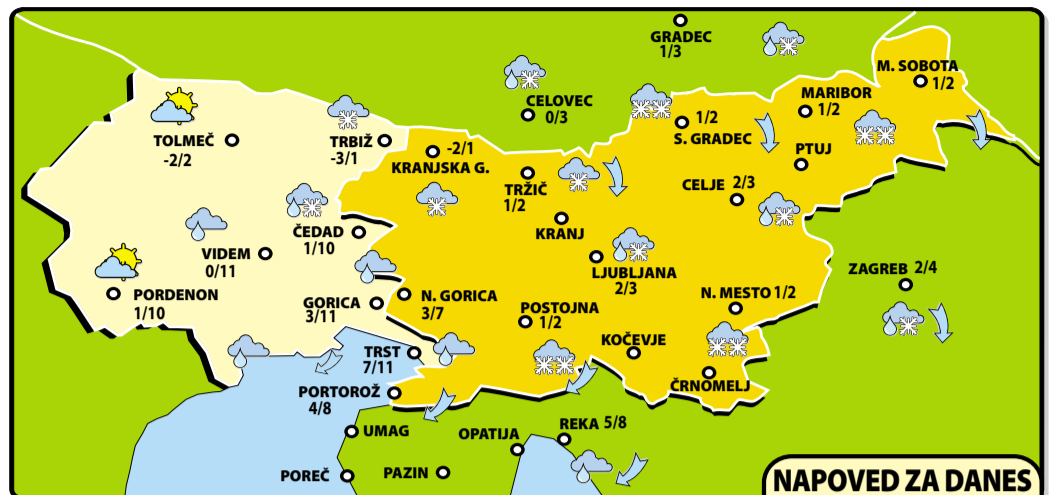 GRADEC
1/3
M. SOBOTA
1/2
CELOVEC
0/3
MARIBOR
1/2
1/2
S. GRADEC
TOLMEČ
-2/2
TRBIŽ
-3/1
-2/1
KRANJSKA G.
PTUJ
TRŽIČ
1/2
CELJE 2/3
KRANJ
ČEDAD
1/10
VIDEM
0/11
LJUBLJANA
2/3
ZAGREB 2/4
PORDENON
1/10
GORICA
3/11
N. GORICA
3/7
N. MESTO 1/2
POSTOJNA
1/2
KOČEVJE
TRST
7/11
ČRNOMELJ
PORTOROŽ
4/8
UMAG
OPATIJA
REKA 5/8
POREČ
PAZIN
NAPOVED ZA DANES